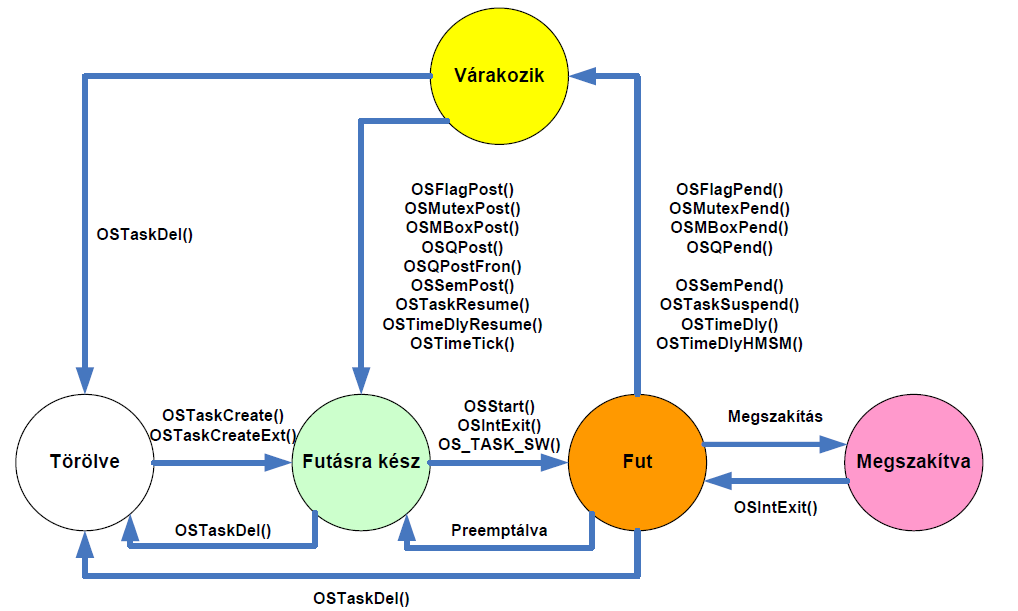 Várakozik
OSTaskDel()
OSFlagPost()
OSMutexPost()
OSMBoxPost()
OSQPost()
OSQPostFron()
OSSemPost()
OSTaskResume()
OSTimeDlyResume()
OSTimeTick()
OSFlagPend()
OSMutexPend()
OSMBoxPend()
OSQPend()
OSSemPend()
OSTaskSuspend()
OSTimeDly()
OSTimeDlyHMSM()
Törölve
OSTaskCreate()
OSTaskCreateExt()
Futásra kész
OSStart()
OSIntExit()
OS_TASK_SW()
Fut
Megszakítás
Megszakítva
OSIntExit()
OSTaskDel()
Preemptálva
OSTaskDel()